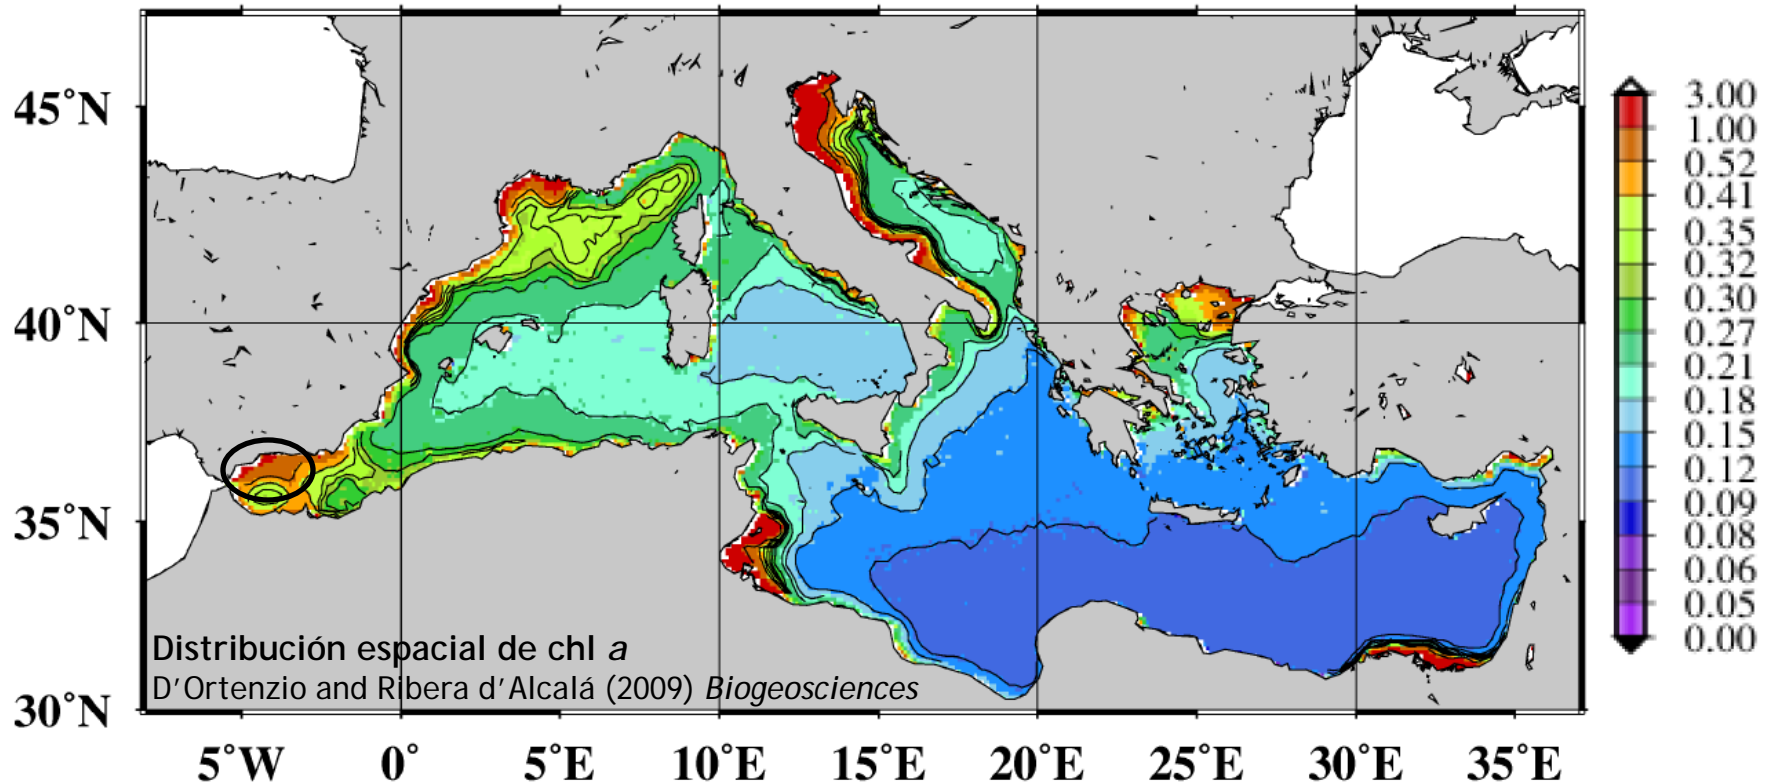 45°N
40°N
35°N
30°N
5°W 0° 5°E 10°E 15°E 20°E 25°E 30°E 35°E
3.00
1.00
0.52
0.41
0.35
0.32
0.30
0.27
0.21
0.18
0.15
0.12
0.09
0.08
0.06
0.05
0.00
Distribución espacial de chl a
D’Ortenzio and Ribera d’Alcalá (2009) Biogeosciences